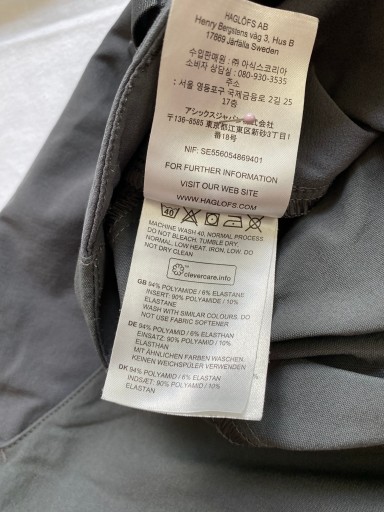 HAGLÖFS AB
Henry Bergstens väg 3, Hus B
17869 Järfälla Sweden
수입판매원 : ㈜ 아식스코리아
소비자 상담실 : 080-930-3535
주소
: 서울 영등포구 국제금융로 2길 25
17층
アシックスジャパン株式会社
〒136-8585 東京都江東区新砂3丁目1
番18号
NIF: SE556054869401
FOR FURTHER INFORMATION
VISIT OUR WEB SITE
WWW.HAGLOFS.COM
40
MACHINE WASH 40, NORMAL PROCESS
DO NOT BLEACH. TUMBLE DRY.
NORMAL, LOW HEAT. IRON, LOW. DO
NOT DRY CLEAN
clevercare.info
GB 94% POLYAMIDE / 6% ELASTANE
INSERT: 90% POLYAMIDE / 10%
ELASTANE
WASH WITH SIMILAR COLOURS. DO
NOT USE FABRIC SOFTENER
DE 94% POLYAMID / 6% ELASTHAN
EINSATZ: 90% POLYAMID / 10%
ELASTHAN
MIT ÄHNLICHEN FARBEN WASCHEN.
KEINEN WEICHSPÜLER VERWENDEN
DK 94% POLYAMID / 6% ELASTAN
INDSÆT: 90% POLYAMID / 10%
ELASTAN